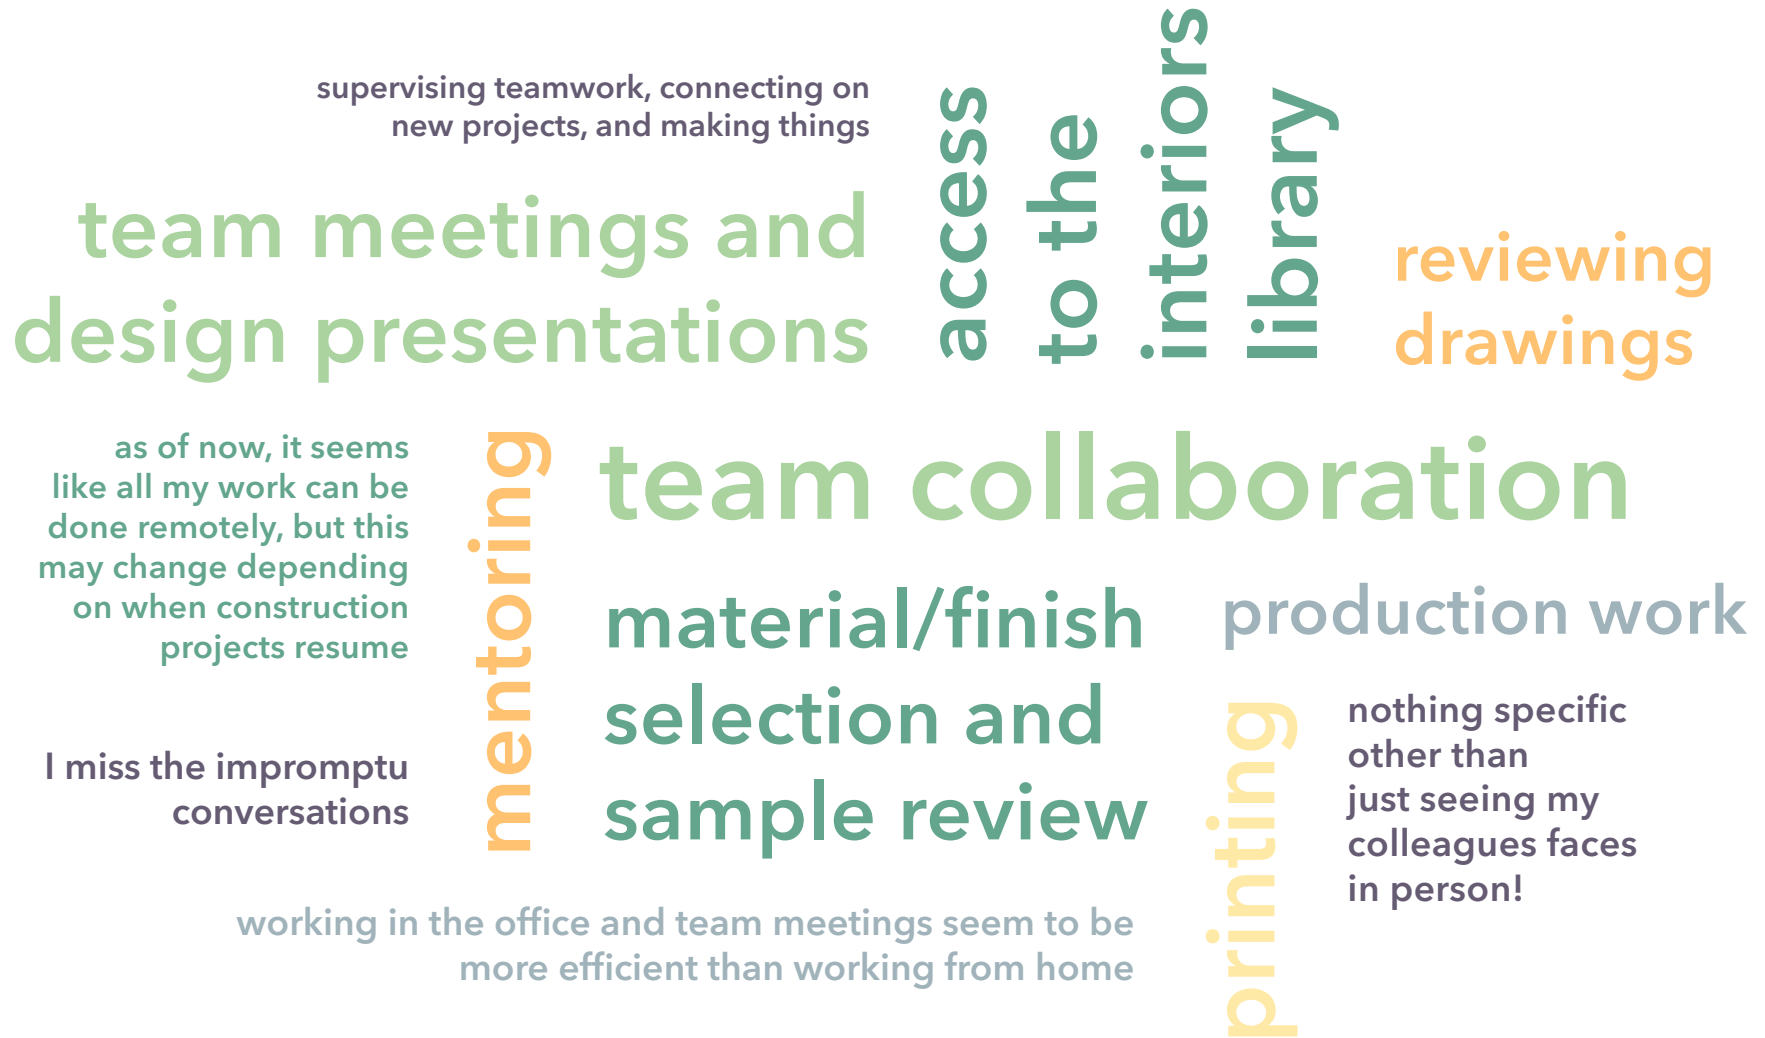 supervising teamwork, connecting on
new projects, and making things
team meetings and
design presentations
access
to the
interiors
library
reviewing
drawings
as of now, it seems
like all my work can be
done remotely, but this
may change depending
on when construction
projects resume
I miss the impromptu
conversations
mentoring
team collaboration
material/finish
selection and
sample review
production work
printing
nothing specific
other than
just seeing my
colleagues faces
in person!
working in the office and team meetings seem to be
more efficient than working from home